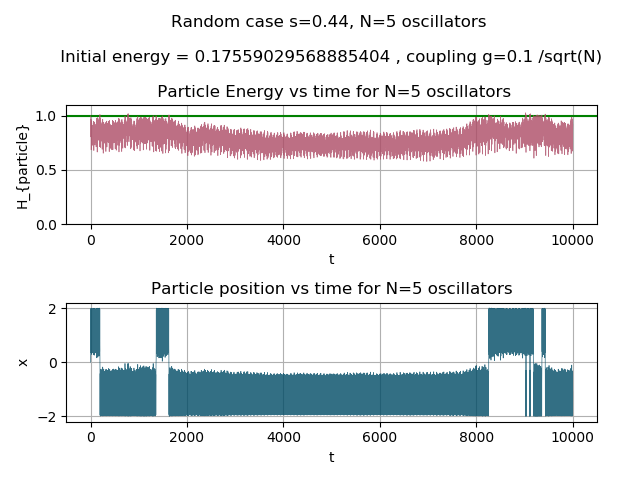 Random case s=0.44, N=5 oscillators
Initial energy = 0.17559029568885404 , coupling g=0.1 /sqrt(N)
Particle Energy vs time for N=5 oscillators
1.0
0.5
0.0
H_{particle}
0 2000 4000 6000 8000 10000
t
Particle position vs time for N=5 oscillators
2
0
−2
x
0 2000 4000 6000 8000 10000
t